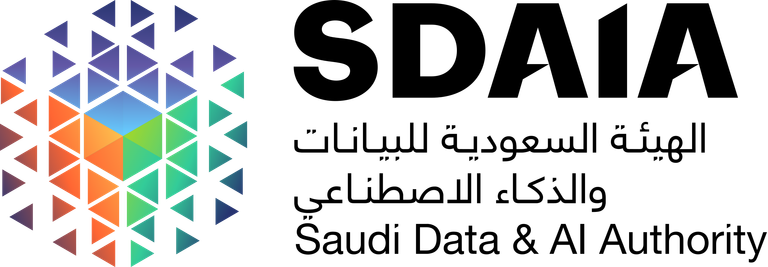 SDAIA
الهيئة السعودية للبيانات
والذكاء الاصطناعي
Saudi Data & AI Authority